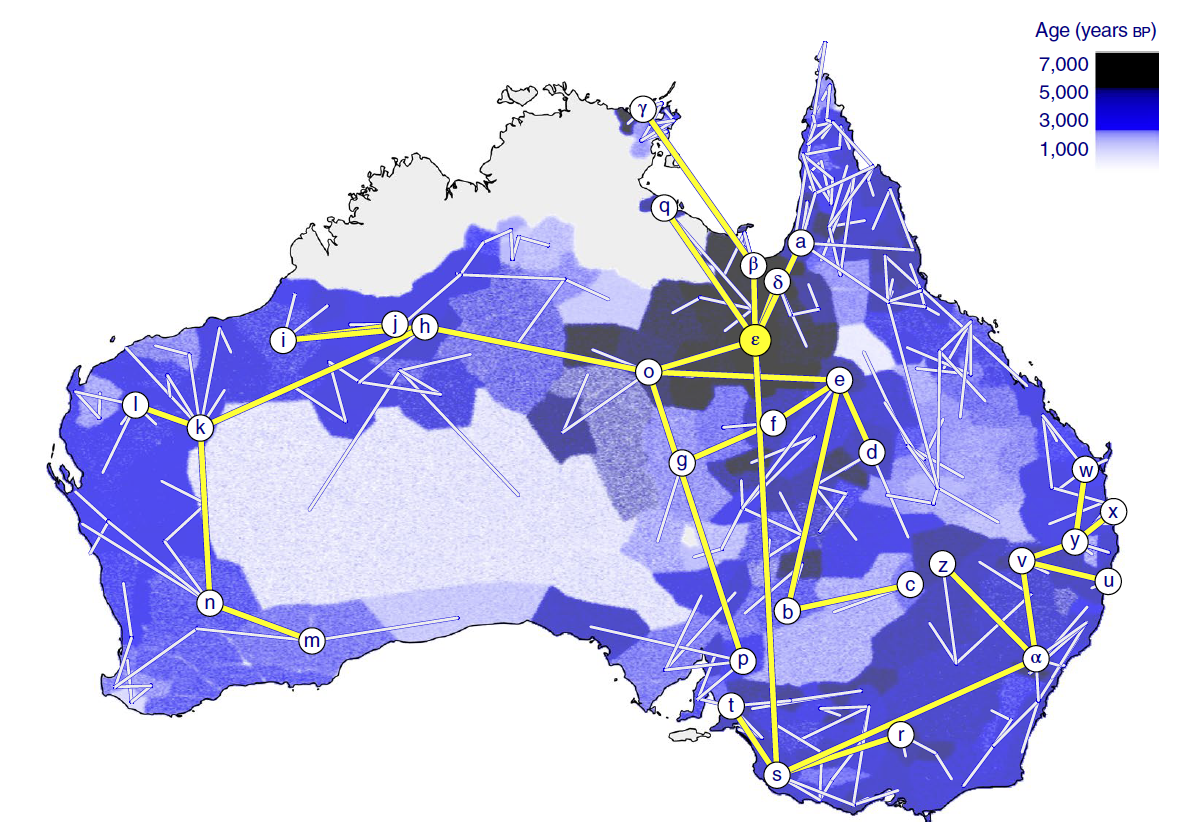 Age (years BP)
7,000
5,000
3,000
1,000
γ
q
a
β
δ
j
h
i
ε
o
e
l
k
f
d
g
w
x
y
v
z
u
c
n
b
m
p
α
t
r
s